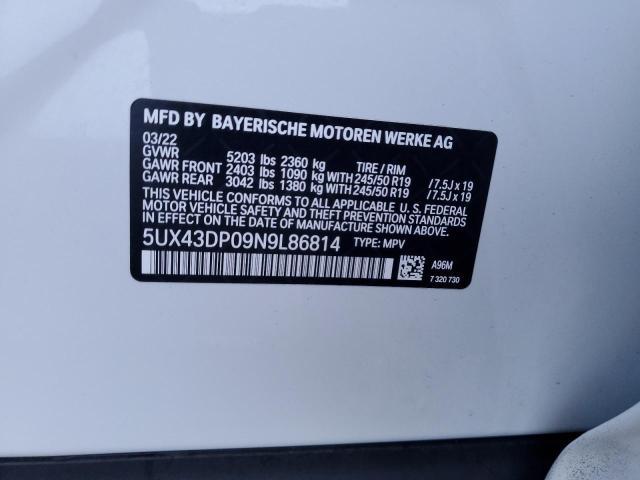 MFD BY BAYERISCHE MOTOREN WERKE AG
03/22
GVWR 5203 lbs 2360 kg TIRE / RIM
GAWR FRONT 2403 lbs 1090 kg WITH 245/50 R19 / 7.5J x 19
GAWR REAR 3042 lbs 1380 kg WITH 245/50 R19 / 7.5J x 19
THIS VEHICLE CONFORMS TO ALL APPLICABLE U.S. FEDERAL
MOTOR VEHICLE SAFETY AND THEFT PREVENTION STANDARDS
IN EFFECT ON THE DATE OF MANUFACTURE SHOWN ABOVE.
5UX43DP09N9L86814 TYPE: MPV
A96M
7 320 730